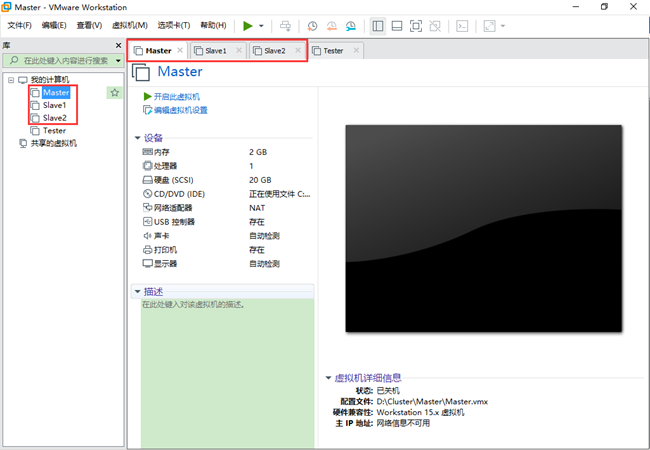 Master - VMware Workstation
文件(F) 编辑(E) 查看(V) 虚拟机(M) 选项卡(T) 帮助(H)
库
在此处键入内容进行搜索
我的计算机
Master
Slave1
Slave2
Tester
共享的虚拟机
Master Slave1 Slave2 Tester
Master
开启此虚拟机
编辑虚拟机设置
设备
内存 2 GB
处理器 1
硬盘 (SCSI) 20 GB
CD/DVD (IDE) 正在使用文件 C:...
网络适配器 NAT
USB 控制器 存在
声卡 自动检测
打印机 存在
显示器 自动检测
描述
在此处键入对该虚拟机的描述。
虚拟机详细信息
状态: 已关机
配置文件: D:\Cluster\Master\Master.vmx
硬件兼容性: Workstation 15.x 虚拟机
主 IP 地址: 网络信息不可用